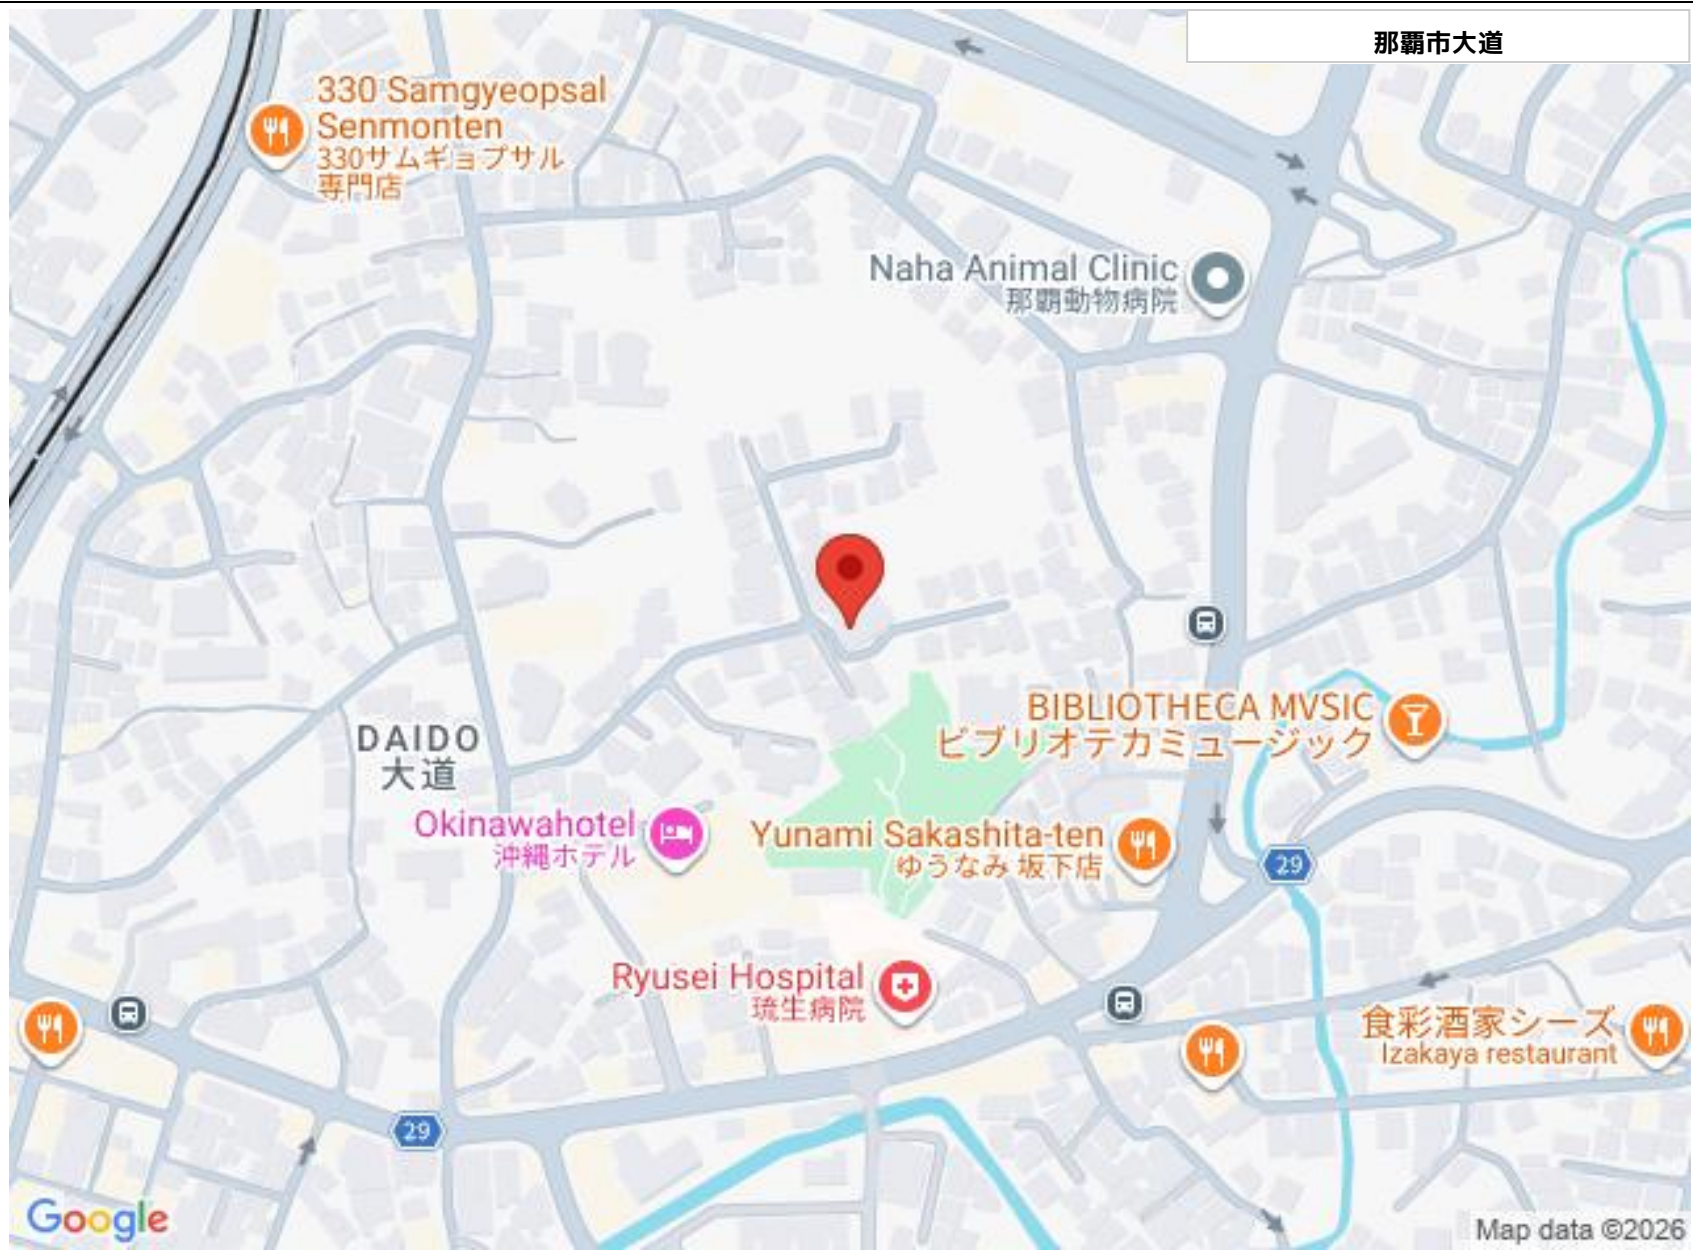 那覇市大道
330 Samgyeopsal
Senmonten
330サムギョプサル
専門店
Naha Animal Clinic
那覇動物病院
BIBLIOTHECA MVSIC
ビブリオテカミュージック
DAIDO
大道
Okinawahotel
沖縄ホテル
Yunami Sakashita-ten
ゆうなみ 坂下店
29
Ryusei Hospital
琉生病院
食彩酒家シーズ
Izakaya restaurant
29
Google
Map data ©2026